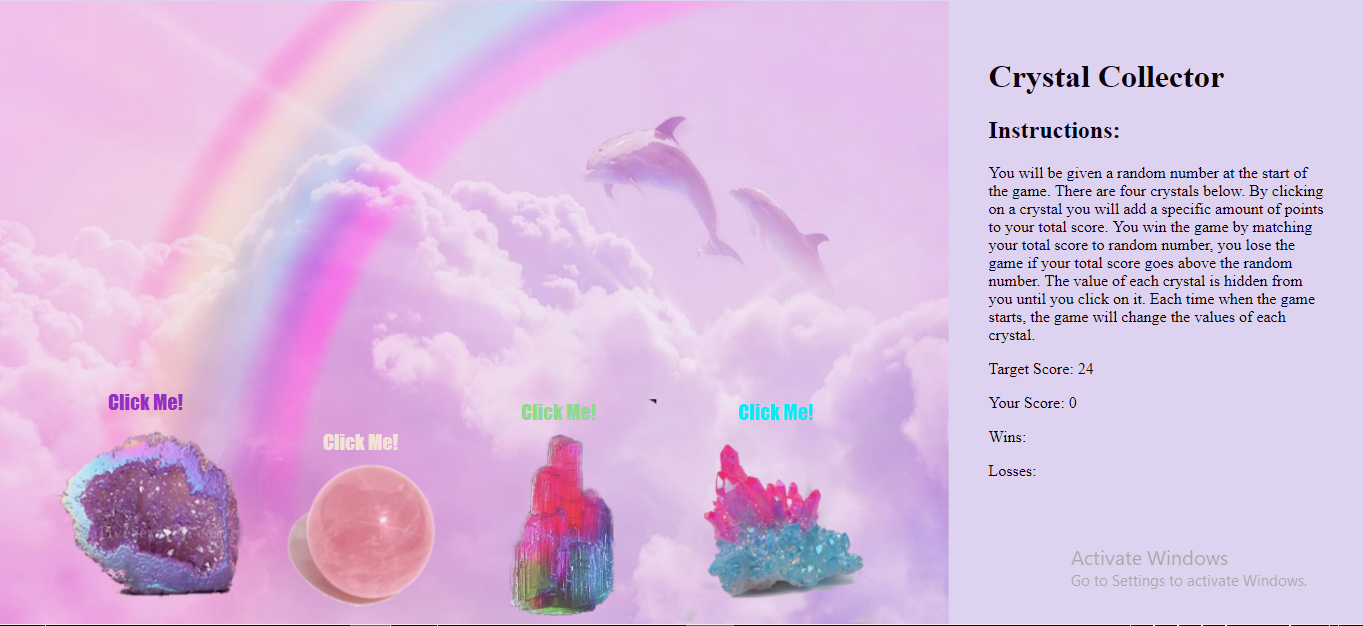 Crystal Collector
Instructions:
You will be given a random number at the start of
the game. There are four crystals below. By clicking
on a crystal you will add a specific amount of points
to your total score. You win the game by matching
your total score to random number, you lose the
game if your total score goes above the random
number. The value of each crystal is hidden from
you until you click on it. Each time when the game
starts, the game will change the values of each
crystal.
Target Score: 24
Your Score: 0
Wins:
Losses:
Click Me!
Click Me!
Click Me!
Click Me!
Activate Windows
Go to Settings to activate Windows.